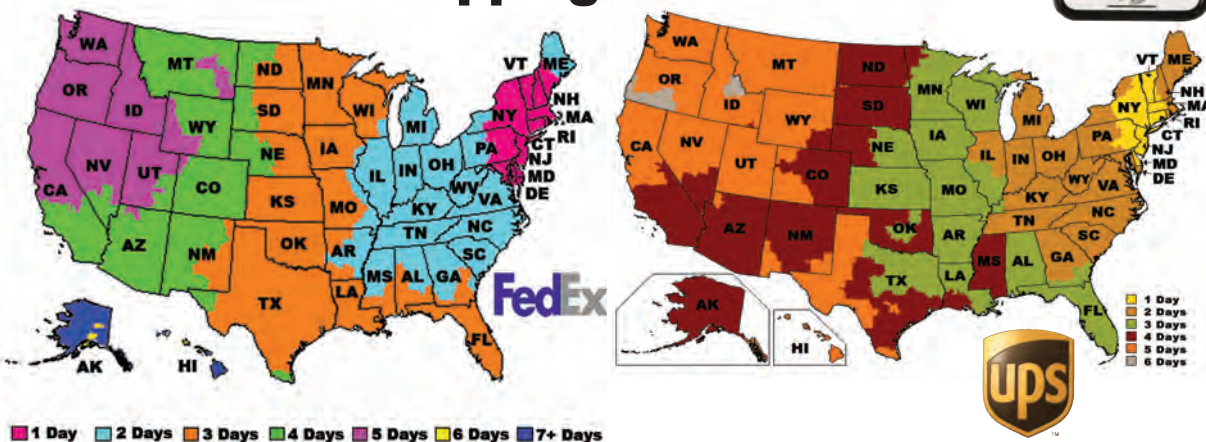 WA
MT
ND
MN
VT
ME
OR
ID
SD
WI
NY
NH
MA
WY
MI
RI
CT
NV
NE
IA
PA
NJ
CA
UT
CO
IL
IN
OH
MD
WV
VA
DE
KS
MO
KY
AZ
NM
OK
AR
TN
NC
SC
MS
AL
GA
TX
LA
FL
AK
HI
FedEx
1 Day 2 Days 3 Days 4 Days 5 Days 6 Days 7+ Days
WA
MT
ND
MN
VT
ME
OR
ID
SD
WI
NY
NH
MA
WY
MI
RI
CT
NV
NE
IA
PA
NJ
CA
UT
CO
IL
IN
OH
MD
WY
VA
DE
KS
MO
KY
AZ
NM
OK
AR
TN
NC
SC
MS
AL
GA
TX
LA
FL
AK
HI
1 Day
2 Days
3 Days
4 Days
5 Days
6 Days
ups
TM